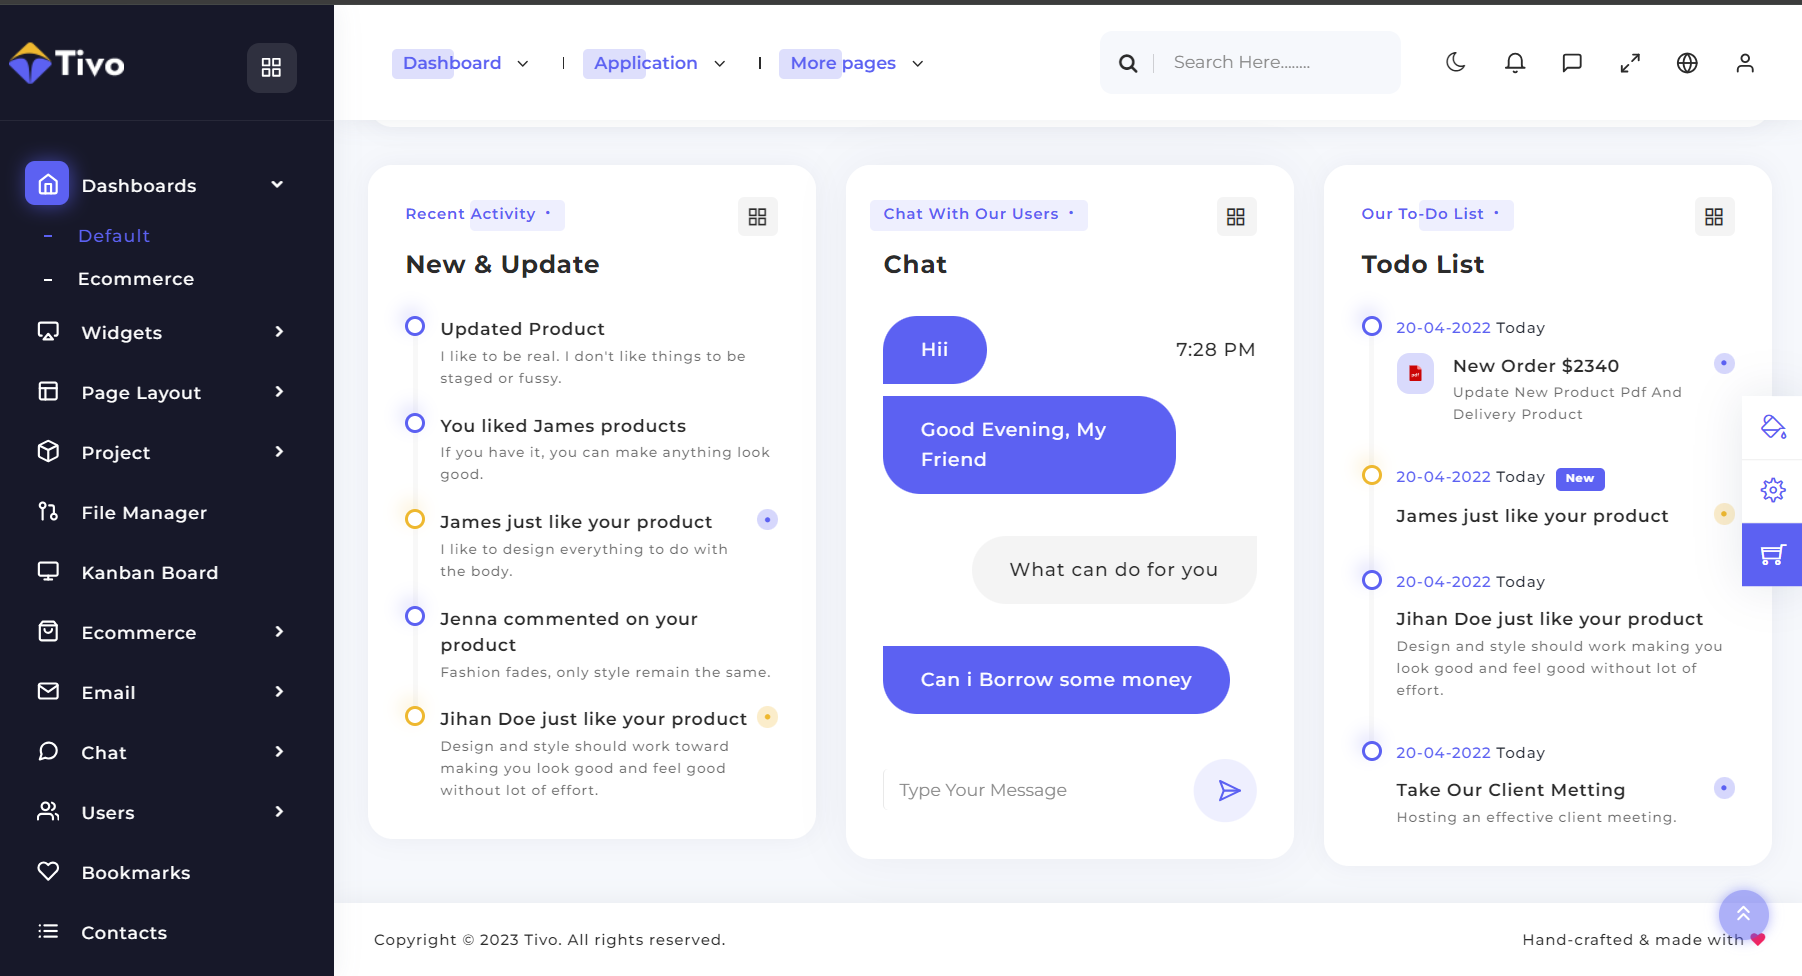 Tivo
Dashboard
Application
More pages
Search Here........
Dashboards
Default
Ecommerce
Widgets
Page Layout
Project
File Manager
Kanban Board
Ecommerce
Email
Chat
Users
Bookmarks
Contacts
Recent Activity
New & Update
Updated Product
I like to be real. I don't like things to be
staged or fussy.
You liked James products
If you have it, you can make anything look
good.
James just like your product
I like to design everything to do with
the body.
Jenna commented on your
product
Fashion fades, only style remain the same.
Jihan Doe just like your product
Design and style should work toward
making you look good and feel good
without lot of effort.
Chat With Our Users
Chat
Hii
7:28 PM
Good Evening, My
Friend
What can do for you
Can i Borrow some money
Type Your Message
Our To-Do List
Todo List
20-04-2022 Today
New Order $2340
Update New Product Pdf And
Delivery Product
20-04-2022 Today New
James just like your product
20-04-2022 Today
Jihan Doe just like your product
Design and style should work making you
look good and feel good without lot of
effort.
20-04-2022 Today
Take Our Client Metting
Hosting an effective client meeting.
Copyright © 2023 Tivo. All rights reserved.
Hand-crafted & made with